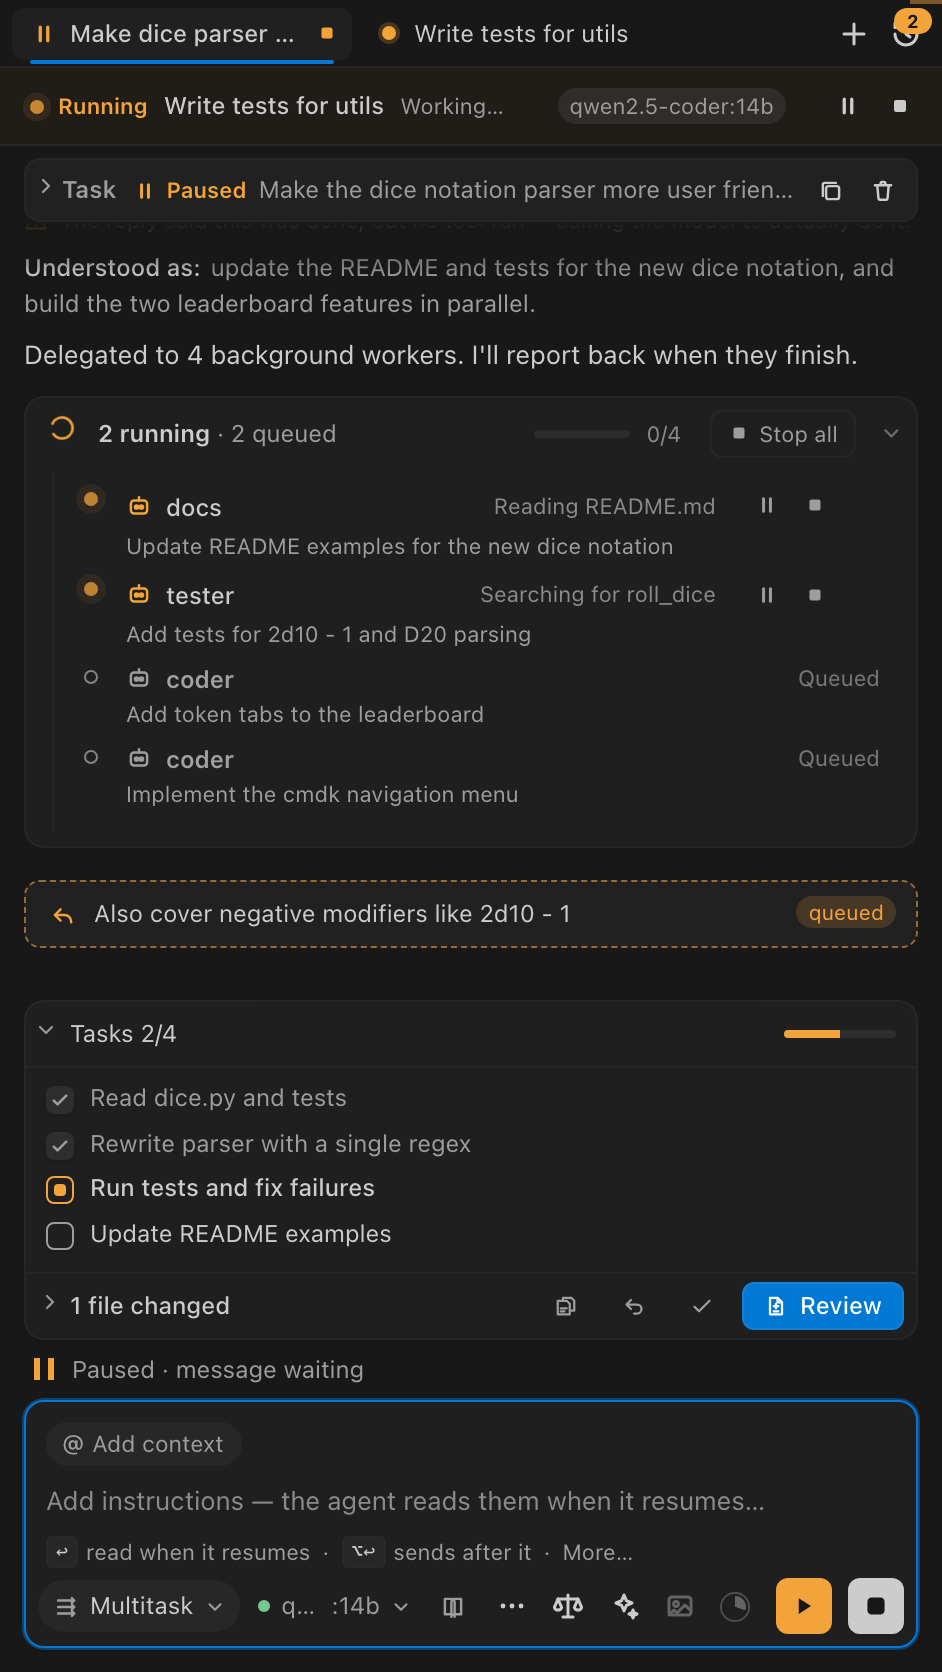 Make dice parser ...
Write tests for utils
2
Running Write tests for utils Working... qwen2.5-coder:14b
Task Paused Make the dice notation parser more user frien...
Understood as: update the README and tests for the new dice notation, and
build the two leaderboard features in parallel.
Delegated to 4 background workers. I'll report back when they finish.
2 running · 2 queued 0/4 Stop all
docs Reading README.md
Update README examples for the new dice notation
tester Searching for roll_dice
Add tests for 2d10 - 1 and D20 parsing
coder Queued
Add token tabs to the leaderboard
coder Queued
Implement the cmdk navigation menu
Also cover negative modifiers like 2d10 - 1 queued
Tasks 2/4
Read dice.py and tests
Rewrite parser with a single regex
Run tests and fix failures
Update README examples
1 file changed Review
Paused · message waiting
@ Add context
Add instructions — the agent reads them when it resumes...
↩ read when it resumes · ⌥↩ sends after it · More...
Multitask q... :14b